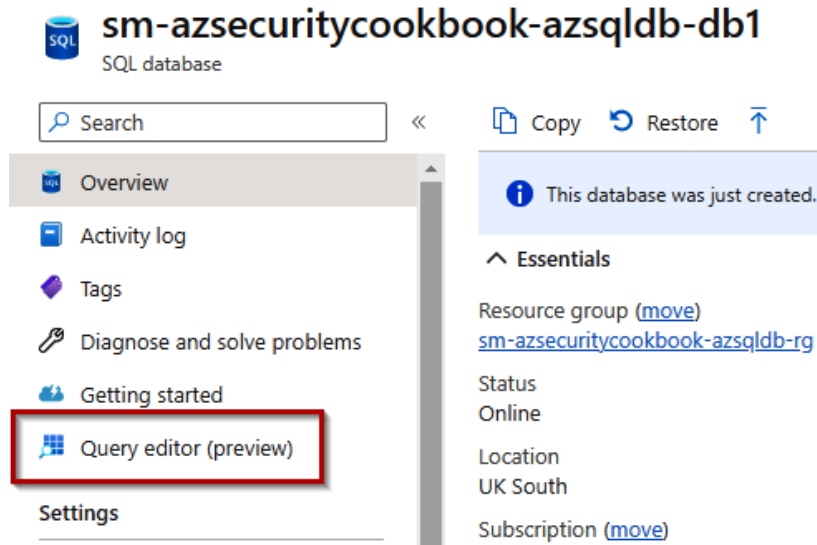 SQL
sm-azsecuritycookbook-azsqldb-db1
SQL database
Search
Overview
Activity log
Tags
Diagnose and solve problems
Getting started
Query editor (preview)
Settings
Copy Restore
This database was just created.
Essentials
Resource group (move)
sm-azsecuritycookbook-azsqldb-rg
Status
Online
Location
UK South
Subscription (move)